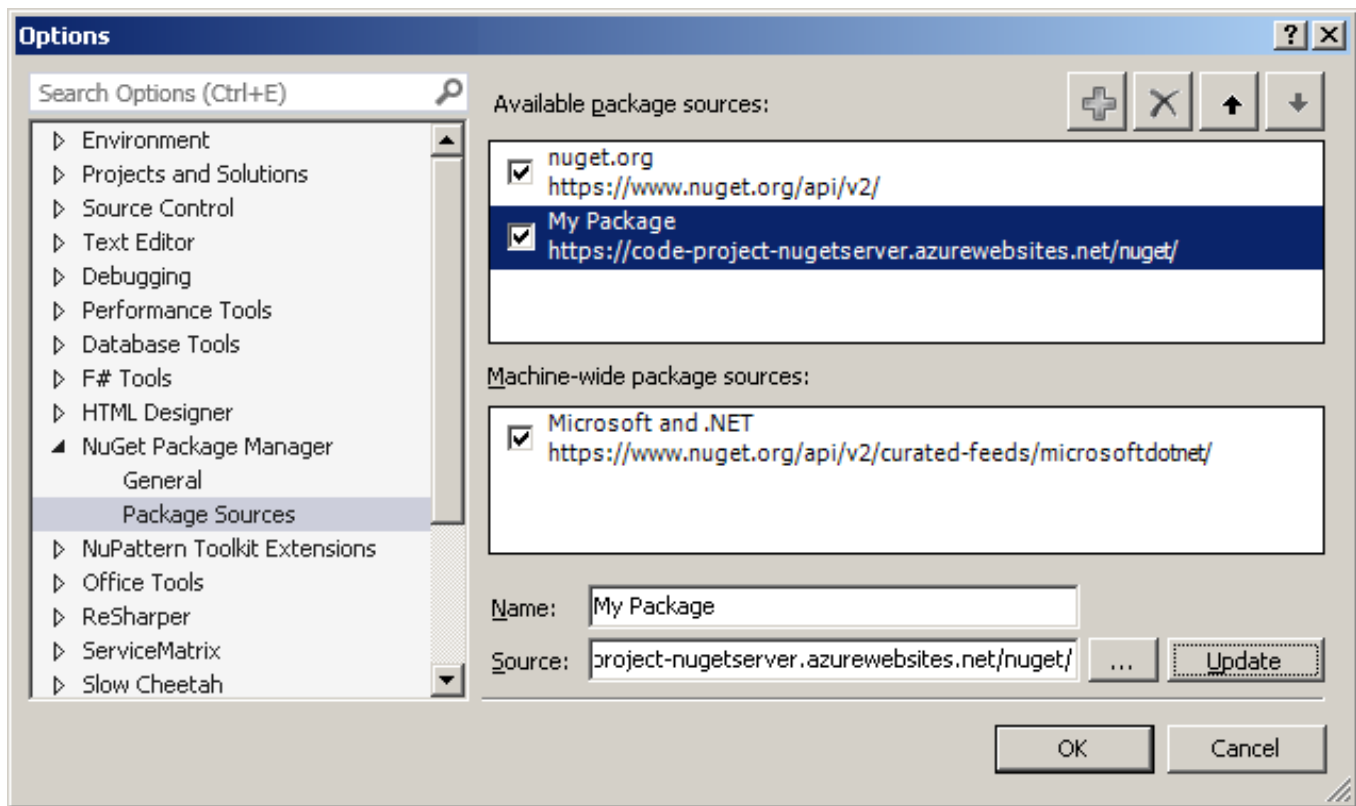 Options
Search Options (Ctrl+E)
Environment
Projects and Solutions
Source Control
Text Editor
Debugging
Performance Tools
Database Tools
F# Tools
HTML Designer
NuGet Package Manager
General
Package Sources
NuPattern Toolkit Extensions
Office Tools
ReSharper
ServiceMatrix
Slow Cheetah
Available package sources:
nuget.org
https://www.nuget.org/api/v2/
My Package
https://code-project-nugetserver.azurewebsites.net/nuget/
Machine-wide package sources:
Microsoft and .NET
https://www.nuget.org/api/v2/curated-feeds/microsoftdotnet/
Name: My Package
Source: project-nugetserver.azurewebsites.net/nuget/ ... Update
OK Cancel